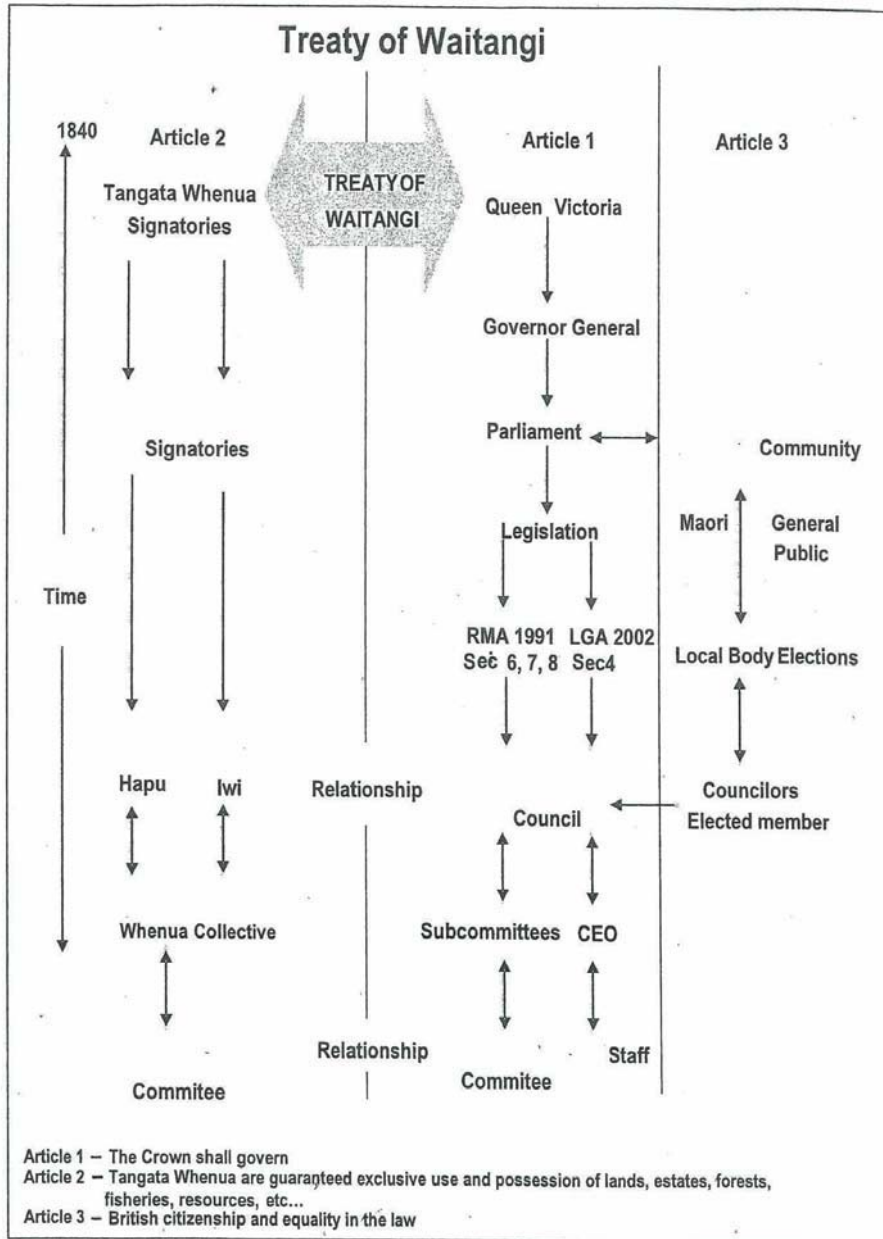 Treaty of Waitangi
1840
Article 2
Article 1
Article 3
TREATY OF
WAITANGI
Tangata Whenua
Signatories
Queen Victoria
Governor General
Signatories
Parliament
Community
Legislation
Maori
General
Public
Time
RMA 1991
Sec 6, 7, 8
LGA 2002
Sec4
Local Body Elections
Hapu
Iwi
Relationship
Council
Councilors
Elected member
Whenua Collective
Subcommittees
CEO
Relationship
Staff
Commitee
Commitee
Article 1 – The Crown shall govern
Article 2 – Tangata Whenua are guaranteed exclusive use and possession of lands, estates, forests,
fisheries, resources, etc...
Article 3 – British citizenship and equality in the law